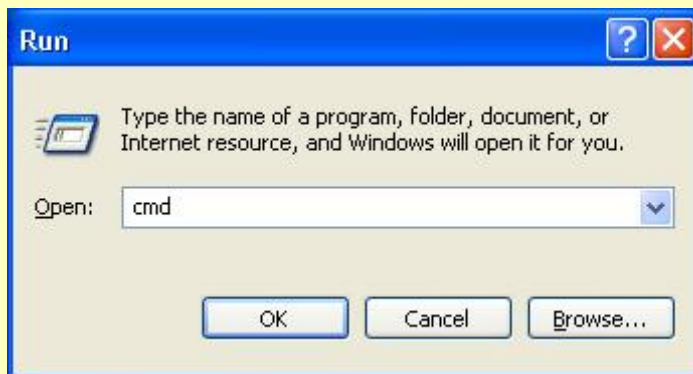 Run
Type the name of a program, folder, document, or
Internet resource, and Windows will open it for you.
Open: cmd
OK Cancel Browse...